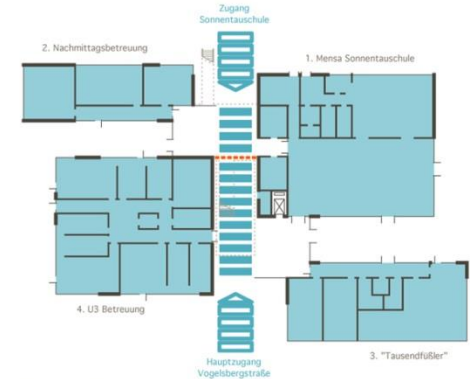 Zugang
Sonnentauschule
2. Nachmittagsbetreuung
1. Mensa Sonnentauschule
4. U3 Betreuung
3. "Tausendfüßler"
Hauptzugang
Vogelsbergstraße